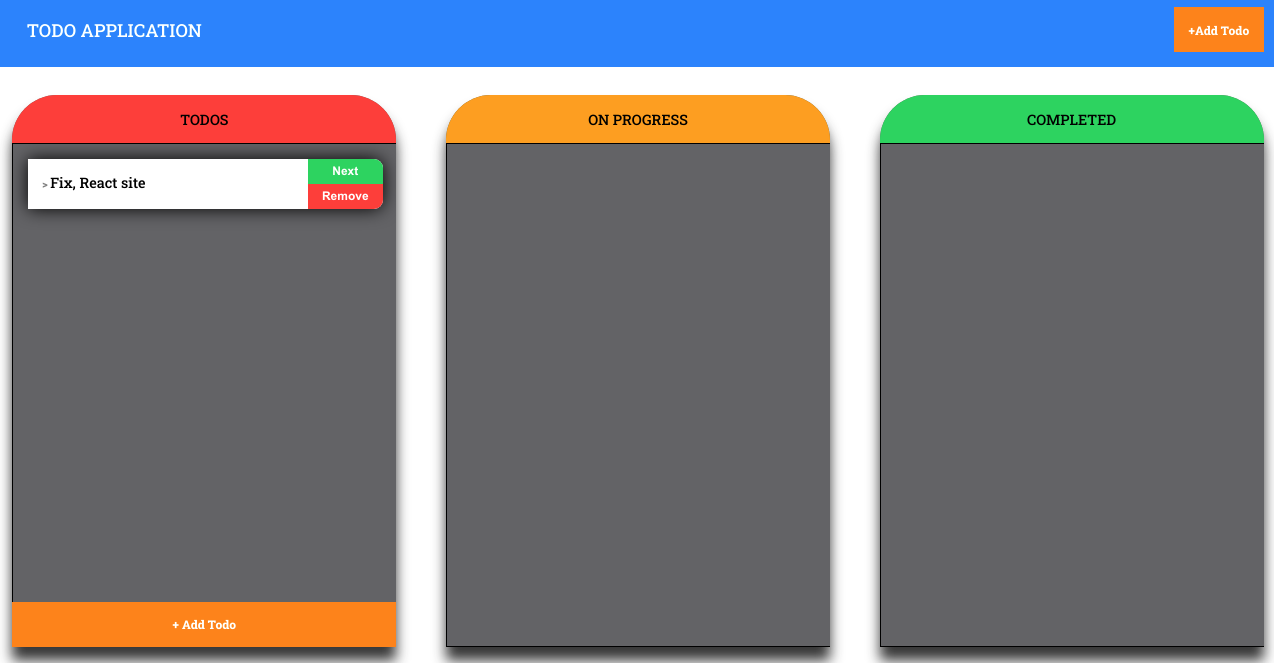 TODO APPLICATION
+Add Todo
TODOS
ON PROGRESS
COMPLETED
> Fix, React site
Next
Remove
+ Add Todo